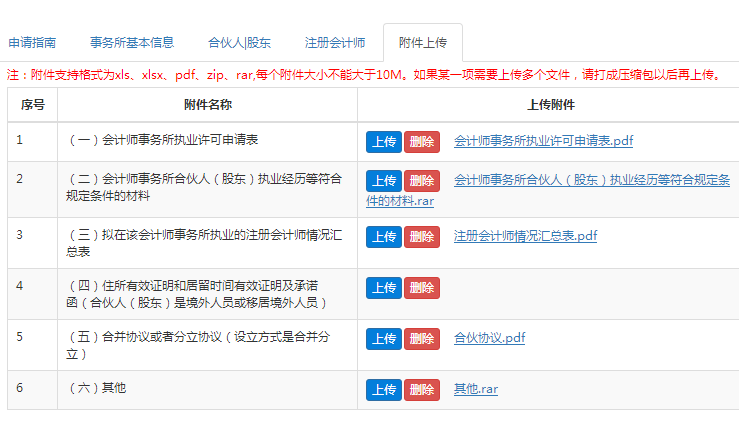 申请指南 事务所基本信息 合伙人|股东 注册会计师 附件上传
注：附件支持格式为xls、xlsx、pdf、zip、rar,每个附件大小不能大于10M。如果某一项需要上传多个文件，请打成压缩包以后再上传。
序号 附件名称 上传附件
1 （一）会计师事务所执业许可申请表 上传 删除 会计师事务所执业许可申请表.pdf
2 （二）会计师事务所合伙人（股东）执业经历等符合 上传 删除 会计师事务所合伙人（股东）执业经历等符合规定条
规定条件的材料 件的材料.rar
3 （三）拟在该会计师事务所执业的注册会计师情况汇 上传 删除 注册会计师情况汇总表.pdf
总表
4 （四）住所有效证明和居留时间有效证明及承诺 上传 删除
函（合伙人（股东）是境外人员或移居境外人员）
5 （五）合并协议或者分立协议（设立方式是合并分 上传 删除 合伙协议.pdf
立）
6 （六）其他 上传 删除 其他.rar